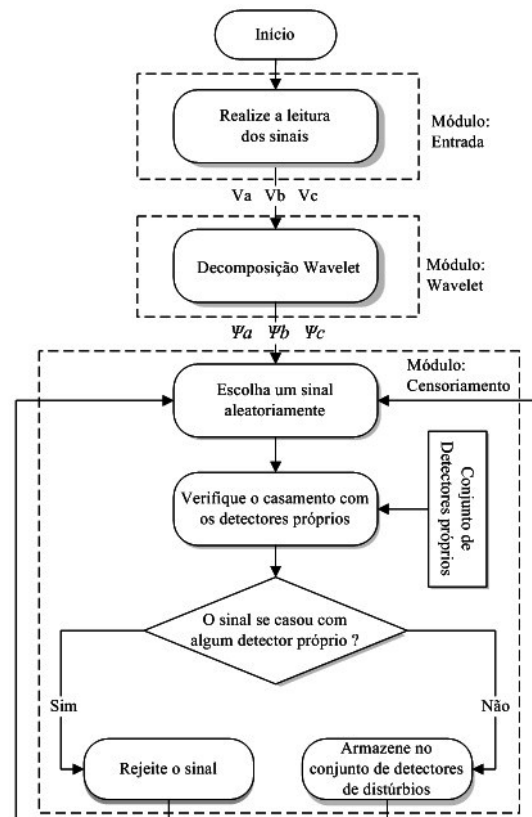 Início
Realize a leitura
dos sinais
Módulo:
Entrada
Va Vb Vc
Decomposição Wavelet
Módulo:
Wavelet
Ψa Ψb Ψc
Módulo:
Censoriamento
Escolha um sinal
aleatoriamente
Verifique o casamento com
os detectores próprios
Conjunto de
Detectores próprios
O sinal se casou com
algum detector próprio ?
Sim
Não
Rejeite o sinal
Armazene no
conjunto de detectores
de distúrbios